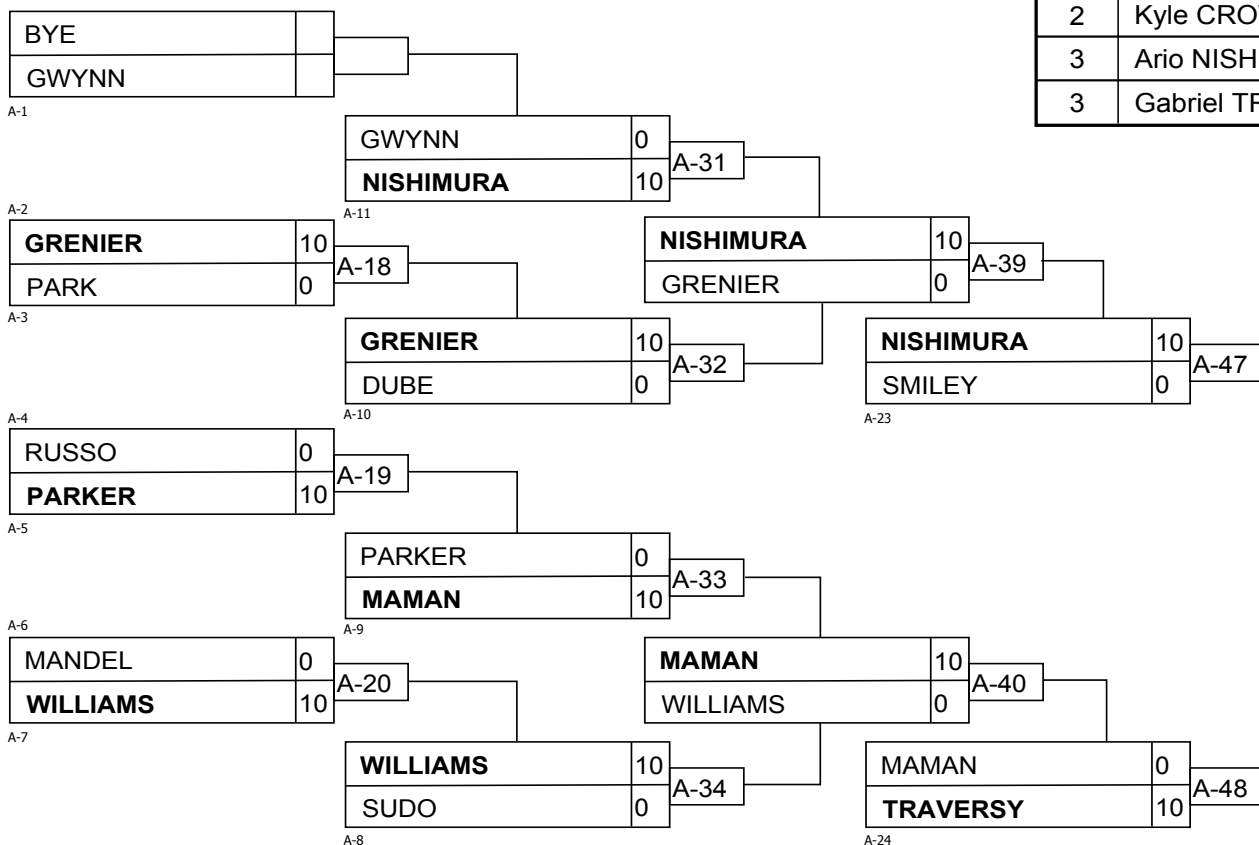 2 Kyle
3 Ario
3 Gabriel
BYE
GWYNN
A-1
GWYNN 0
NISHIMURA 10
A-31
A-11
A-2
GRENIER 10
PARK 0
A-18
A-3
NISHIMURA 10
GRENIER 0
A-39
GRENIER 10
DUBE 0
A-32
A-10
NISHIMURA 10
SMILEY 0
A-47
A-23
A-4
RUSSO 0
PARKER 10
A-19
A-5
PARKER 0
MAMAN 10
A-33
A-9
A-6
MANDEL 0
WILLIAMS 10
A-20
A-7
MAMAN 10
WILLIAMS 0
A-40
WILLIAMS 10
SUDO 0
A-34
A-8
MAMAN 0
TRAVERSY 10
A-48
A-24